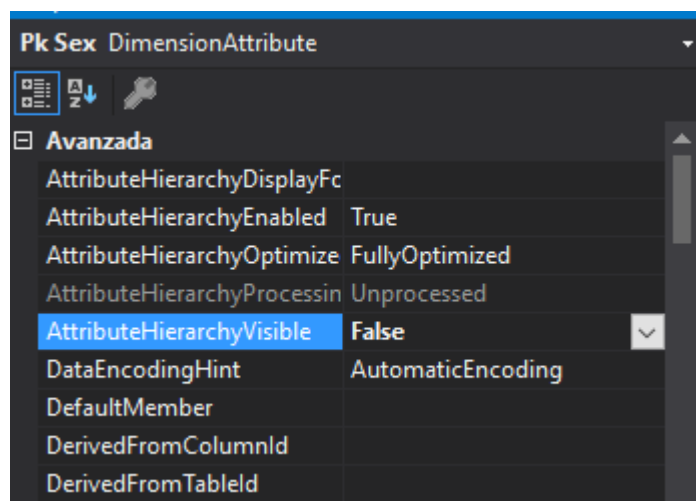 Pk Sex DimensionAttribute
Avanzada
AttributeHierarchyDisplayFc
AttributeHierarchyEnabled True
AttributeHierarchyOptimize FullyOptimized
AttributeHierarchyProcessin Unprocessed
AttributeHierarchyVisible False
DataEncodingHint AutomaticEncoding
DefaultMember
DerivedFromColumnId
DerivedFromTableId